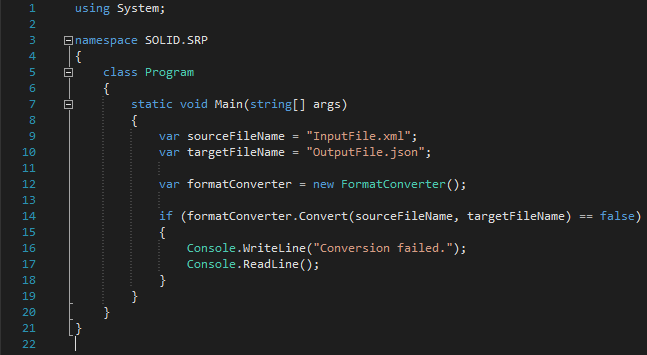 1 using System;
2
3 namespace SOLID.SRP
4 {
5 class Program
6 {
7 static void Main(string[] args)
8 {
9 var sourceFileName = "InputFile.xml";
10 var targetFileName = "OutputFile.json";
11
12 var formatConverter = new FormatConverter();
13
14 if (formatConverter.Convert(sourceFileName, targetFileName) == false)
15 {
16 Console.WriteLine("Conversion failed.");
17 Console.ReadLine();
18 }
19 }
20 }
21 }
22